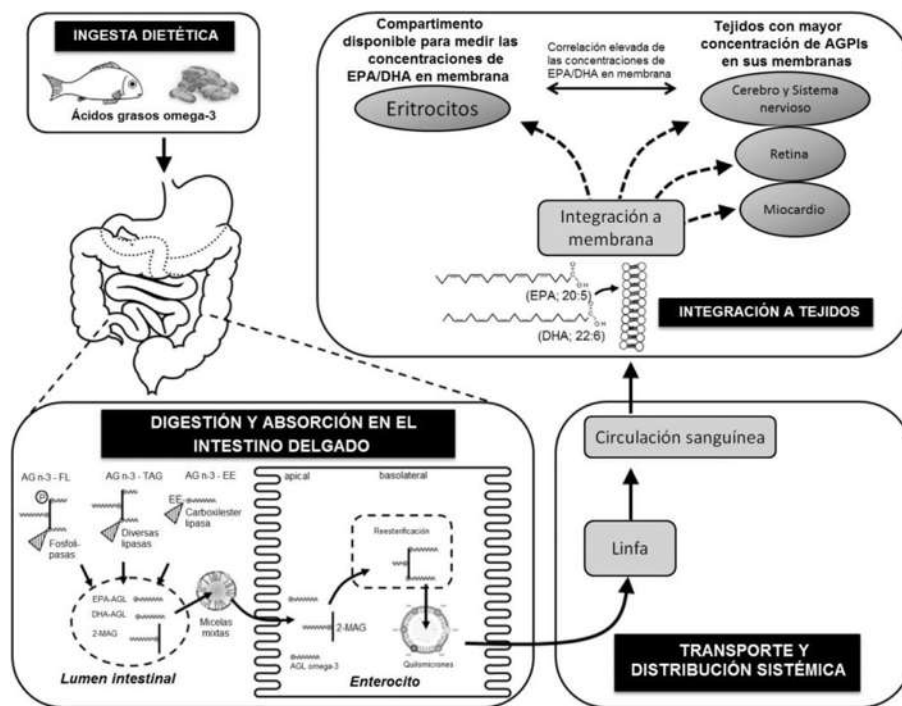 INGESTA DIETÉTICA
Ácidos grasos omega-3
Compartimento
disponible para medir las
concentraciones de
EPA/DHA en membrana
Eritrocitos
Correlación elevada de
las concentraciones de
EPA/DHA en membrana
Tejidos con mayor
concentración de AGPIs
en sus membranas
Cerebro y Sistema
nervioso
Retina
Miocardio
Integración a
membrana
(EPA; 20:5)
O
OH
(DHA; 22:6)
O
OH
INTEGRACIÓN A TEJIDOS
DIGESTIÓN Y ABSORCIÓN EN EL
INTESTINO DELGADO
AG n-3 - FL
AG n-3 - TAG
AG n-3 - EE
P
Fosfoli-
pasas
Diversas
lipasas
EE
Carboxilester
lipasa
EPA-AGL
DHA-AGL
2-MAG
Lumen intestinal
Micelas
mixtas
apical
basolateral
Reesterificación
2-MAG
AGL omega-3
Quilomicrones
Enterocito
Circulación sanguínea
Linfa
TRANSPORTE Y
DISTRIBUCIÓN SISTÉMICA